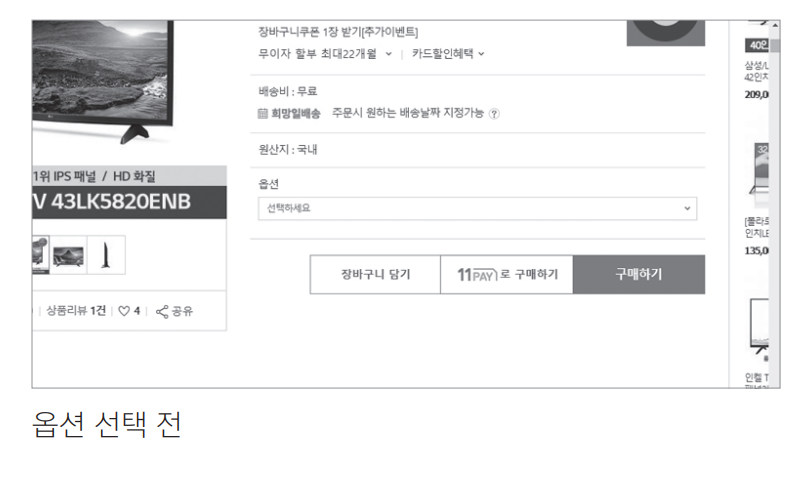 장바구니쿠폰 1장 받기[추가이벤트]
무이자 할부 최대22개월 | 카드할인혜택
배송비 : 무료
희망일배송 주문시 원하는 배송날짜 지정가능 ?
원산지 : 국내
옵션
선택하세요
장바구니 담기
11PAY로 구매하기
구매하기
1위 IPS 패널 / HD 화질
V 43LK5820ENB
상품리뷰 1건 | 4 | 공유
삼성/L
42인치
209,0
32
[폴라로
인치LE
135,0
인켈 T
옵션 선택 전